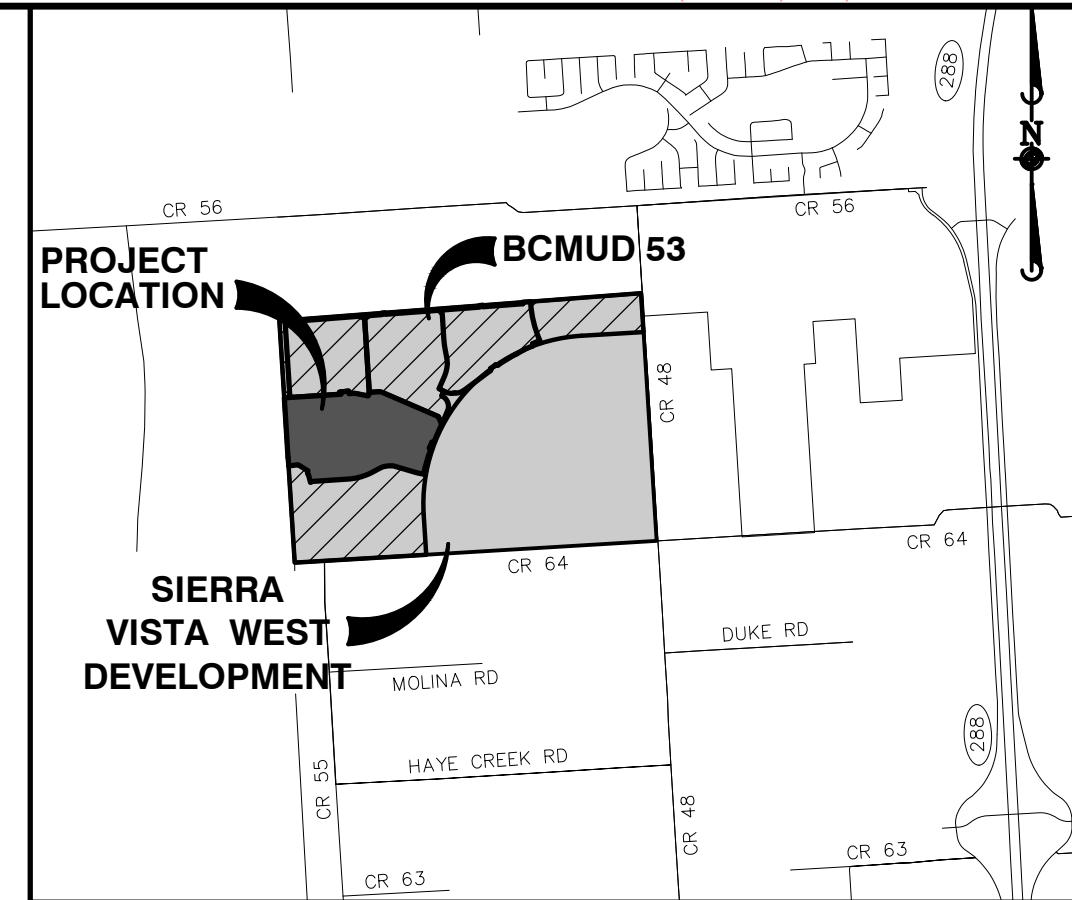 288
N
CR 56
CR 56
PROJECT
LOCATION
BCMUD 53
CR 48
CR 64
CR 64
SIERRA
VISTA WEST
DEVELOPMENT
DUKE RD
MOLINA RD
288
HAYE CREEK RD
CR 55
CR 48
CR 63
CR 63